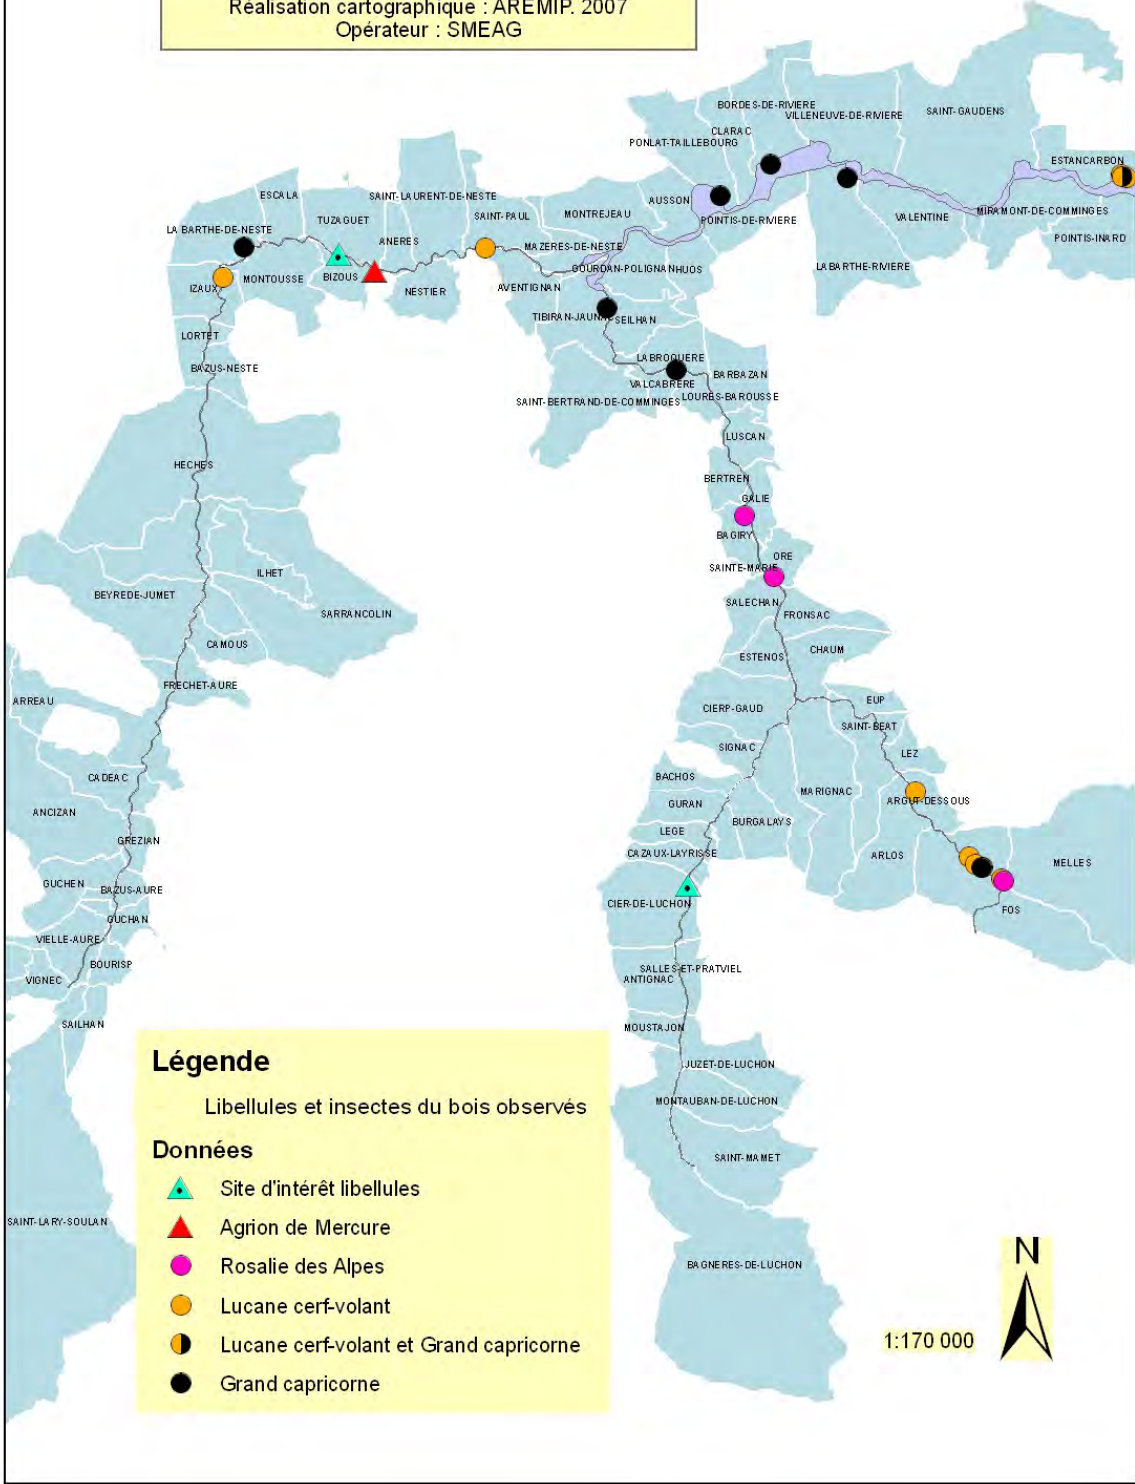 Réalisation cartographique : AREMIP. 2007
Opérateur : SMEAG
BORDES-DE-RIVIERE
VILLENEUVE-DE-RIVIERE
SAINT-GAUDENS
CLARAC
PONLAT-TAILLEBOURG
ESTANCARBON
ESCALA
SAINT-LAURENT-DE-NESTE
AUSSON
TUZAGUET
SAINT-PAUL
MONTREJEAU
POINTIS-DE-RIVIERE
VALENTINE
MIRAMONT-DE-COMMINGES
LA BARTHE-DE-NESTE
ANERES
MAZERES-DE-NESTE
POINTIS-INARD
GOURDAN-POLIGNAN
HUOS
LABARTHE-RIVIERE
IZAUX
MONTOUSSE
BIZOUS
NESTIER
AVENTIGNAN
TIBIRAN-JAUNAC
SEILHAN
LORTET
LABROQUERE
BAZUS-NESTE
VALCABRERE
BARBAZAN
SAINT-BERTRAND-DE-COMMINGES
LOURES-BAROUSSE
LUSCAN
HECHES
BERTREN
GALIE
BAGIRY
ORE
SAINTE-MARIE
ILHET
BEYREDE-JUMET
SALECHAN
FRONSAC
SARRANCOLIN
CAMOUS
ESTENOS
CHAUM
FRECHET-AURE
ARREAU
CIERP-GAUD
EUP
SAINT-BEAT
SIGNAC
LEZ
CADEAC
BACHOS
MARIGNAC
ARGUT-DESSOUS
ANCIZAN
GURAN
BURGALAYS
LEGE
GREZIAN
CAZAUX-LAYRISSE
ARLOS
MELLES
GUCHEN
BAZUS-AURE
CIER-DE-LUCHON
FOS
GUCHAN
VIELLE-AURE
BOURISP
SALLES-ET-PRATVIEL
VIGNEC
ANTIGNAC
SAILHAN
MOUSTAJON
JUZET-DE-LUCHON
MONTAUBAN-DE-LUCHON
SAINT-MAMET
SAINT-LARY-SOULAN
BAGNERES-DE-LUCHON
Légende
Libellules et insectes du bois observés
Données
Site d'intérêt libellules
Agrion de Mercure
Rosalie des Alpes
Lucane cerf-volant
Lucane cerf-volant et Grand capricorne
Grand capricorne
N
1:170 000